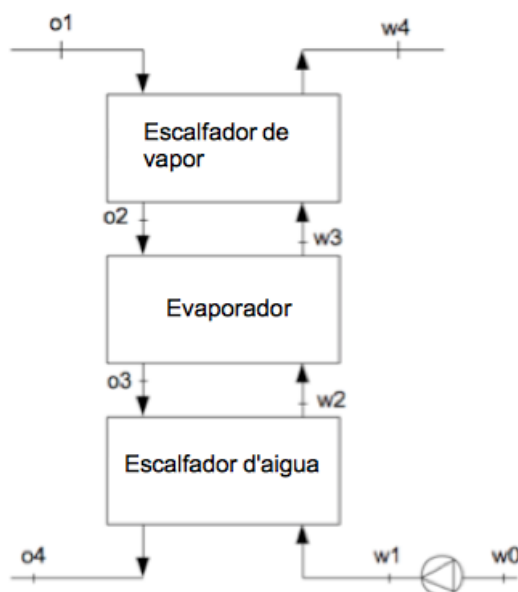 o1
w4
Escalfador de
vapor
o2
w3
Evaporador
o3
w2
Escalfador d'aigua
o4
w1
w0